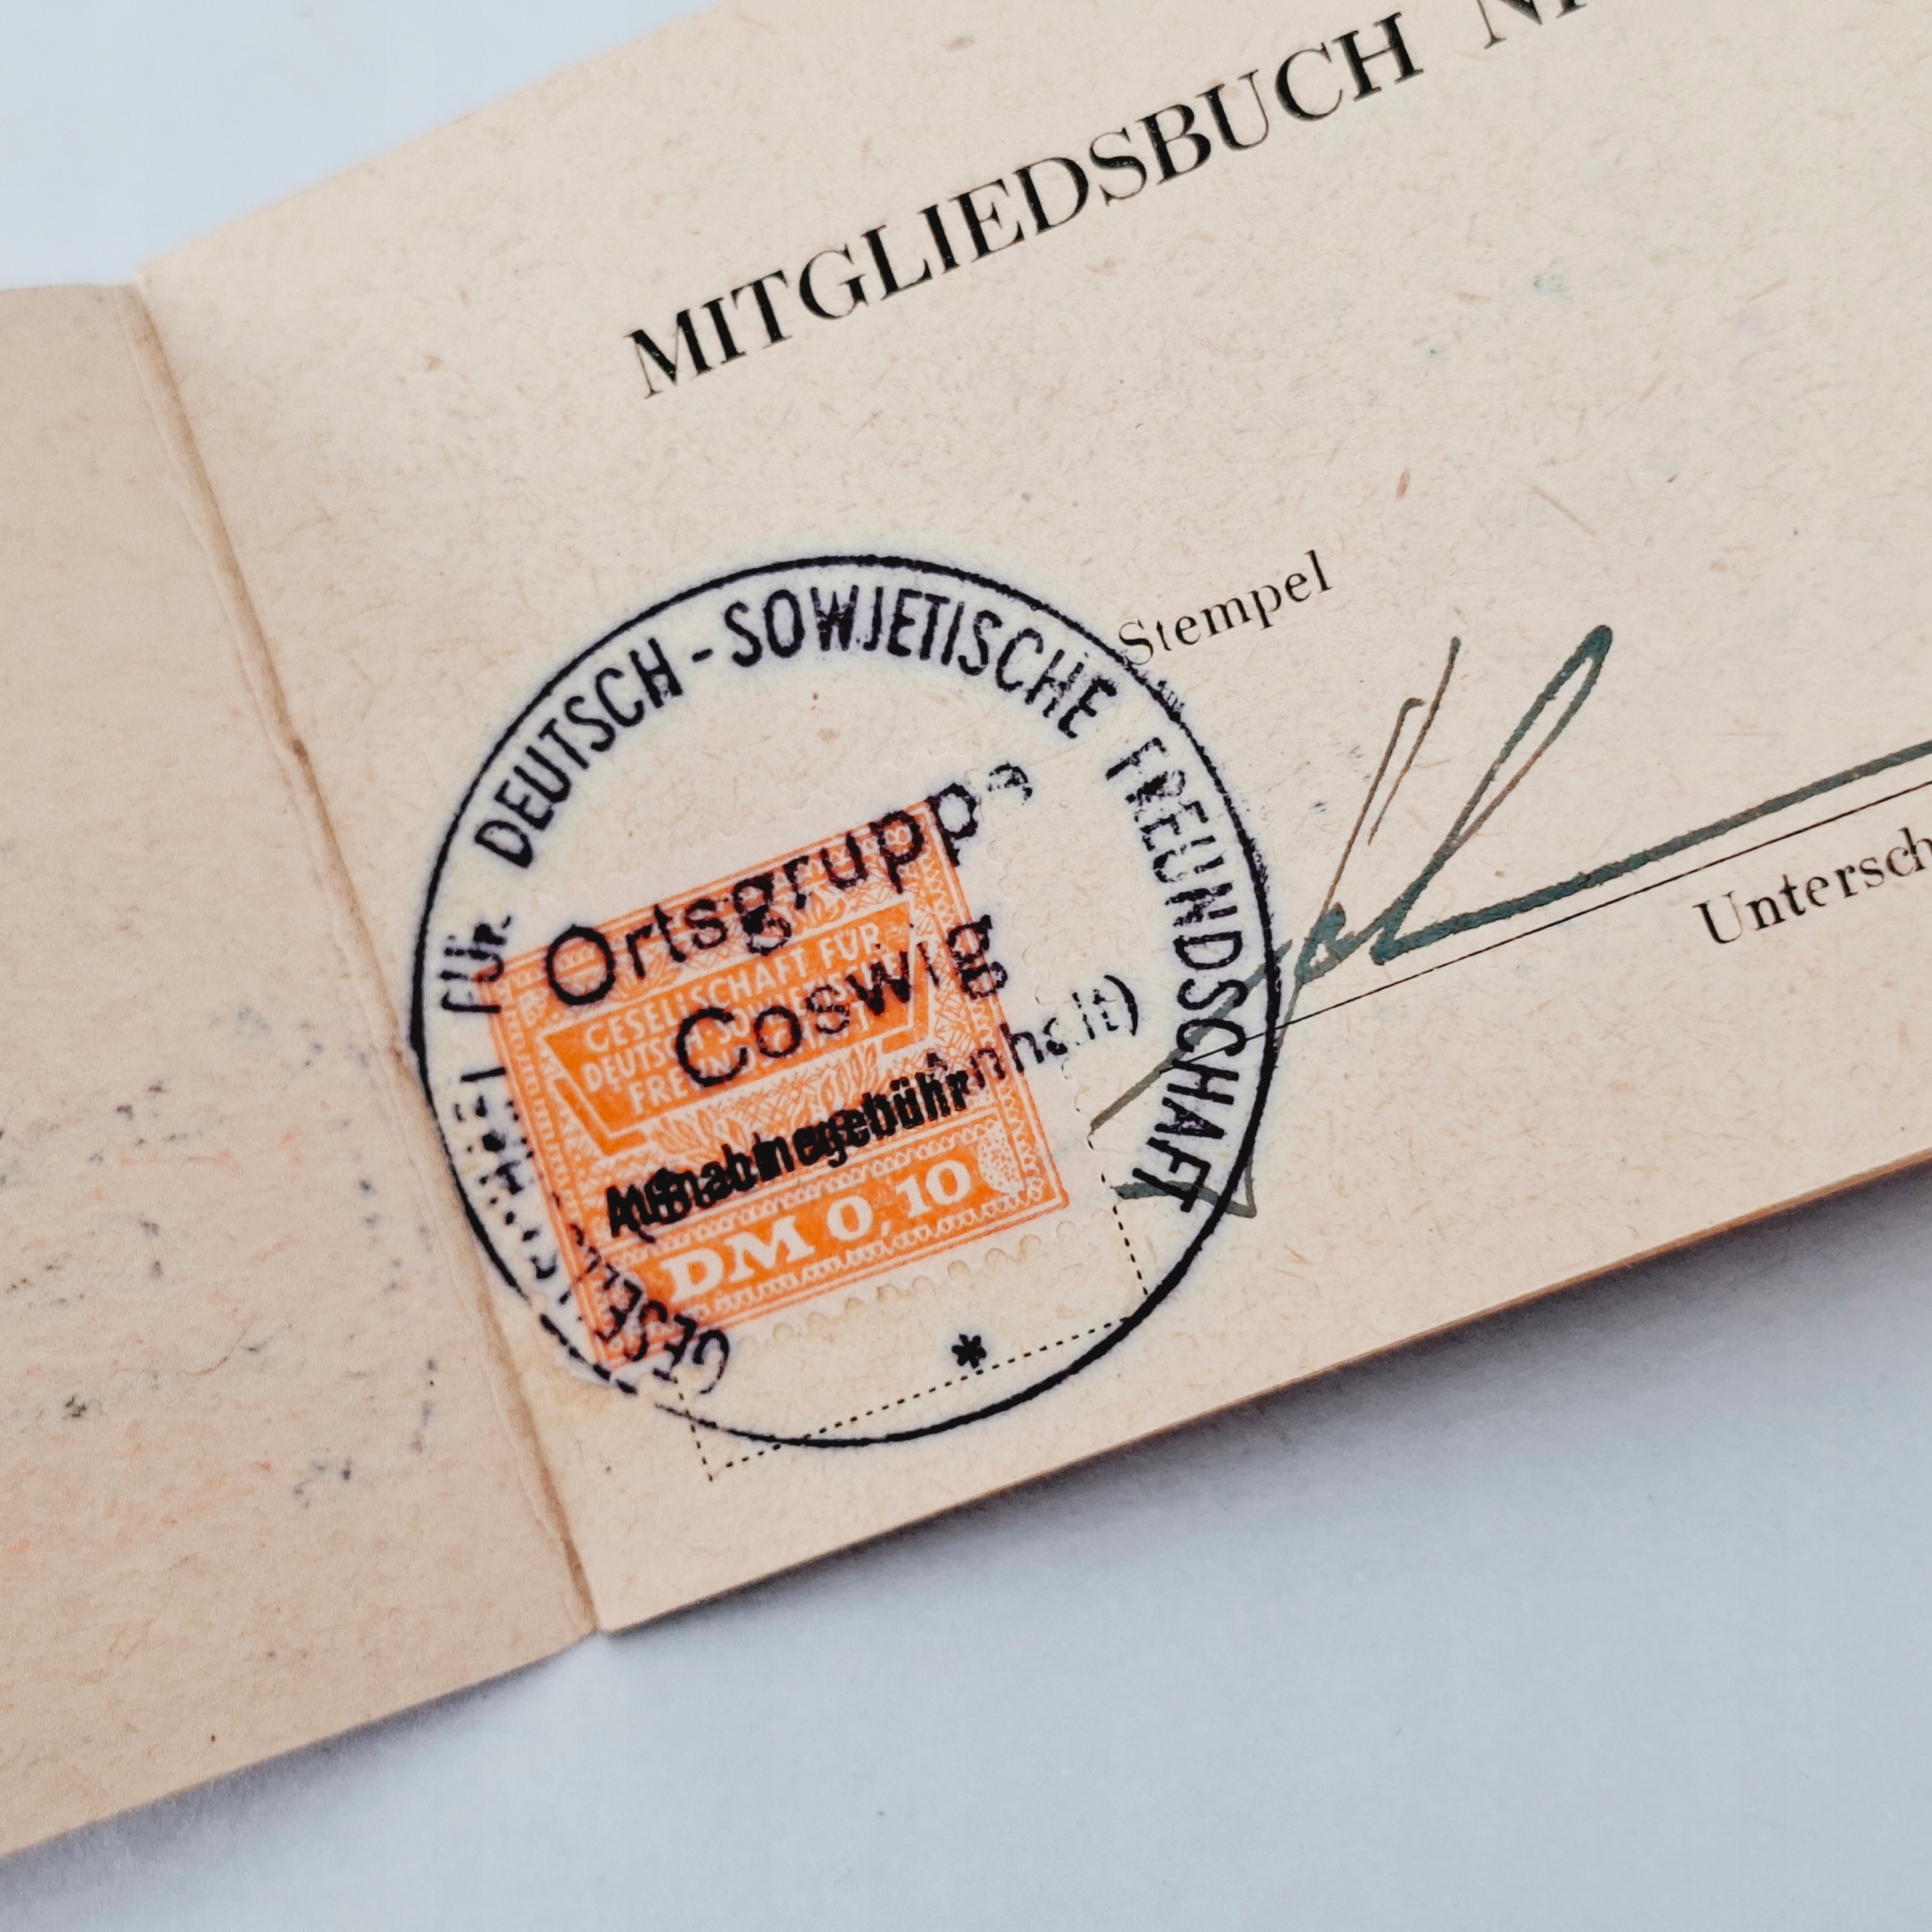 MITGLIEDSBUCH
Stempel
GESELLSCHAFT FÜR DEUTSCH-SOWJETISCHE FREUNDSCHAFT
*
Ortsgruppe
Coswig
(Anhalt)
GESELLSCHAFT FÜR
DEUTSCH-SOWJETISCHE
FREUNDSCHAFT
Aufnahmegebühr
DM 0,10
Untersch